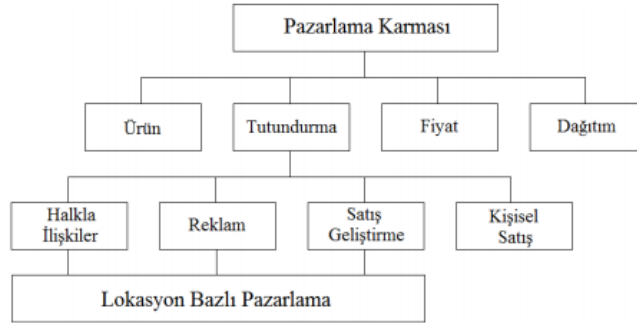 Pazarlama Karması
Ürün
Tutundurma
Fiyat
Dağıtım
Halkla
İlişkiler
Reklam
Satış
Geliştirme
Kişisel
Satış
Lokasyon Bazlı Pazarlama